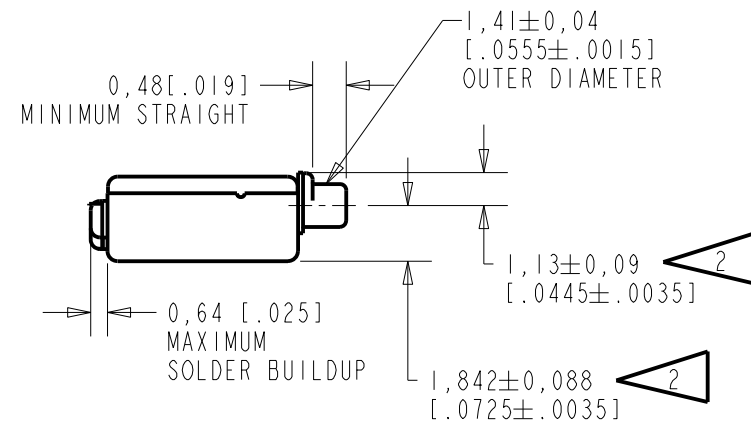 1,41±0,04
[.0555±.0015]
OUTER DIAMETER
0,48[.019]
MINIMUM STRAIGHT
1,13±0,09
[.0445±.0035]
2
0,64 [.025]
MAXIMUM
SOLDER BUILDUP
1,842±0,088
[.0725±.0035]
2